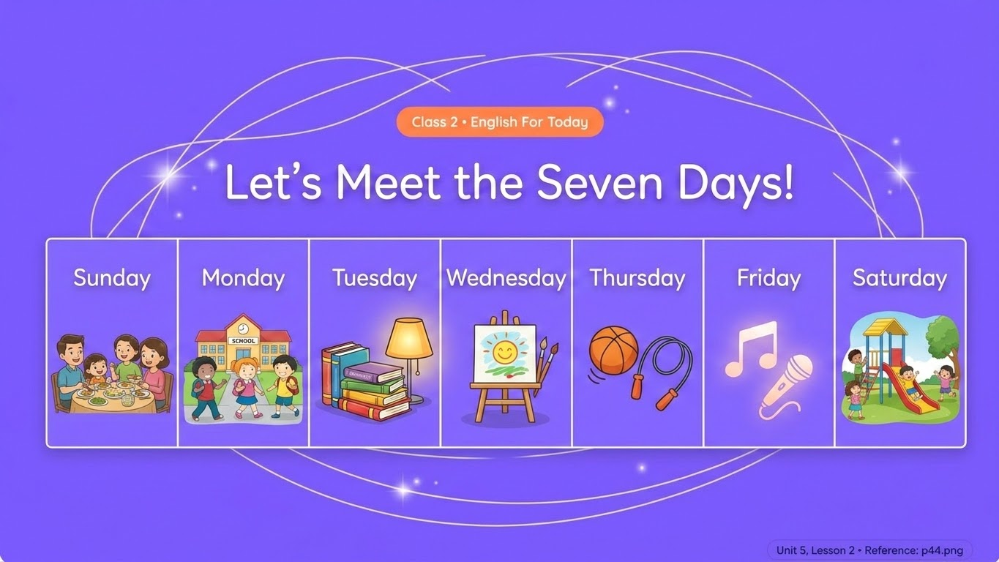 Class 2 • English For Today
Let's Meet the Seven Days!
Sunday
Monday
Tuesday
Wednesday
Thursday
Friday
Saturday
SCHOOL
Unit 5, Lesson 2 • Reference: p44.png